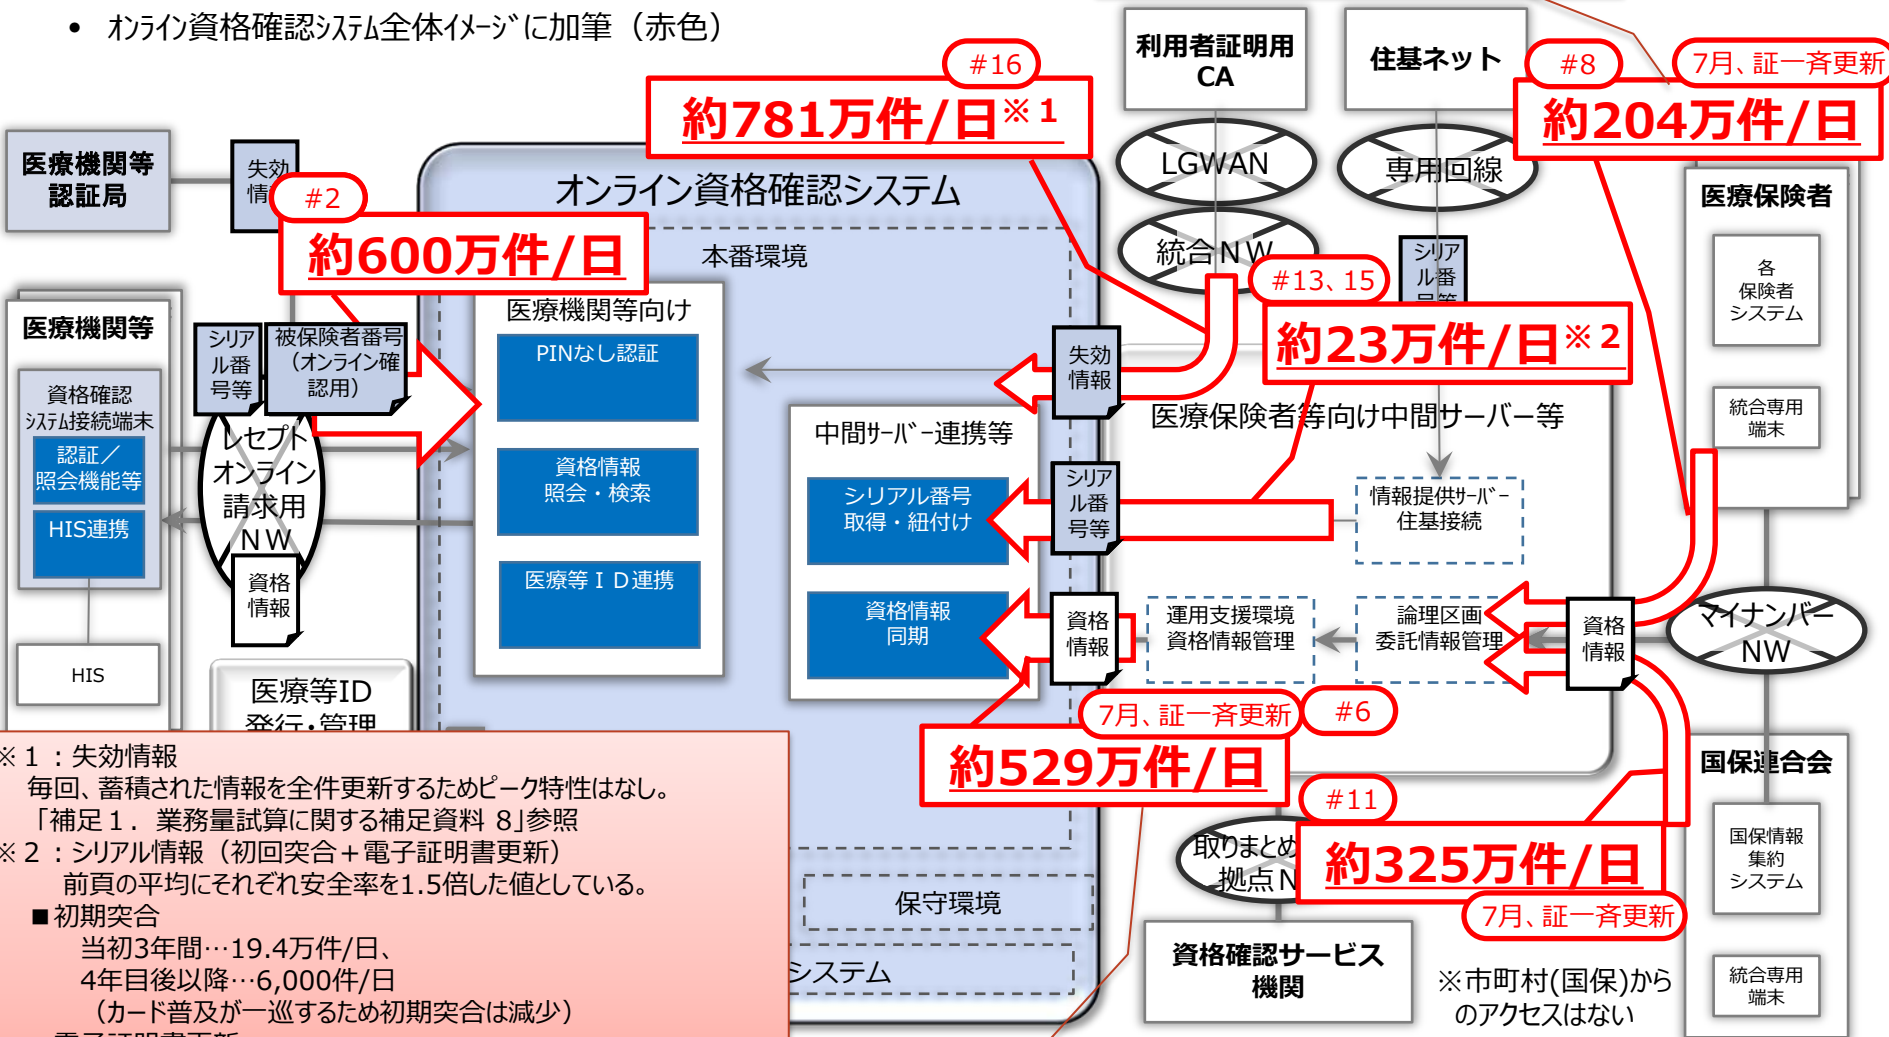 • オンライン資格確認システム全体イメージに加筆（赤色）
#16
約781万件/日※1
利用者証明用
CA
住基ネット
#8
7月、証一斉更新
約204万件/日
医療機関等
認証局
失効
#2
約600万件/日
オンライン資格確認システム
本番環境
LGWAN
統合NW
専用回線
シリア
ル番
号等
医療保険者
各
保険者
システム
統合専用
端末
#13、15
約23万件/日※2
医療機関等
資格確認
システム接続端末
認証／
照会機能等
HIS連携
HIS
シリア
ル番
号等
被保険者番号
（オンライン確
認用）
レセプト
オンライン
請求用
NW
資格
情報
医療機関等向け
PINなし認証
資格情報
照会・検索
医療等ＩＤ連携
中間サーバー連携等
シリアル番号
取得・紐付け
資格情報
同期
失効
情報
シリア
ル番
号等
資格
情報
医療保険者等向け中間サーバー等
情報提供サーバー
住基接続
運用支援環境
資格情報管理
論理区画
委託情報管理
資格
情報
マイナンバー
NW
医療等ID
発行・管理
7月、証一斉更新
#6
約529万件/日
#11
約325万件/日
7月、証一斉更新
国保連合会
国保情報
集約
システム
統合専用
端末
取りまとめ
拠点N
資格確認サービス
機関
※市町村(国保)から
のアクセスはない
保守環境
システム
※１：失効情報
毎回、蓄積された情報を全件更新するためピーク特性はなし。
「補足１．業務量試算に関する補足資料 8」参照
※２：シリアル情報（初回突合＋電子証明書更新）
前頁の平均にそれぞれ安全率を1.5倍した値としている。
■初期突合
当初3年間…19.4万件/日、
4年目後以降…6,000件/日
（カード普及が一巡するため初期突合は減少）